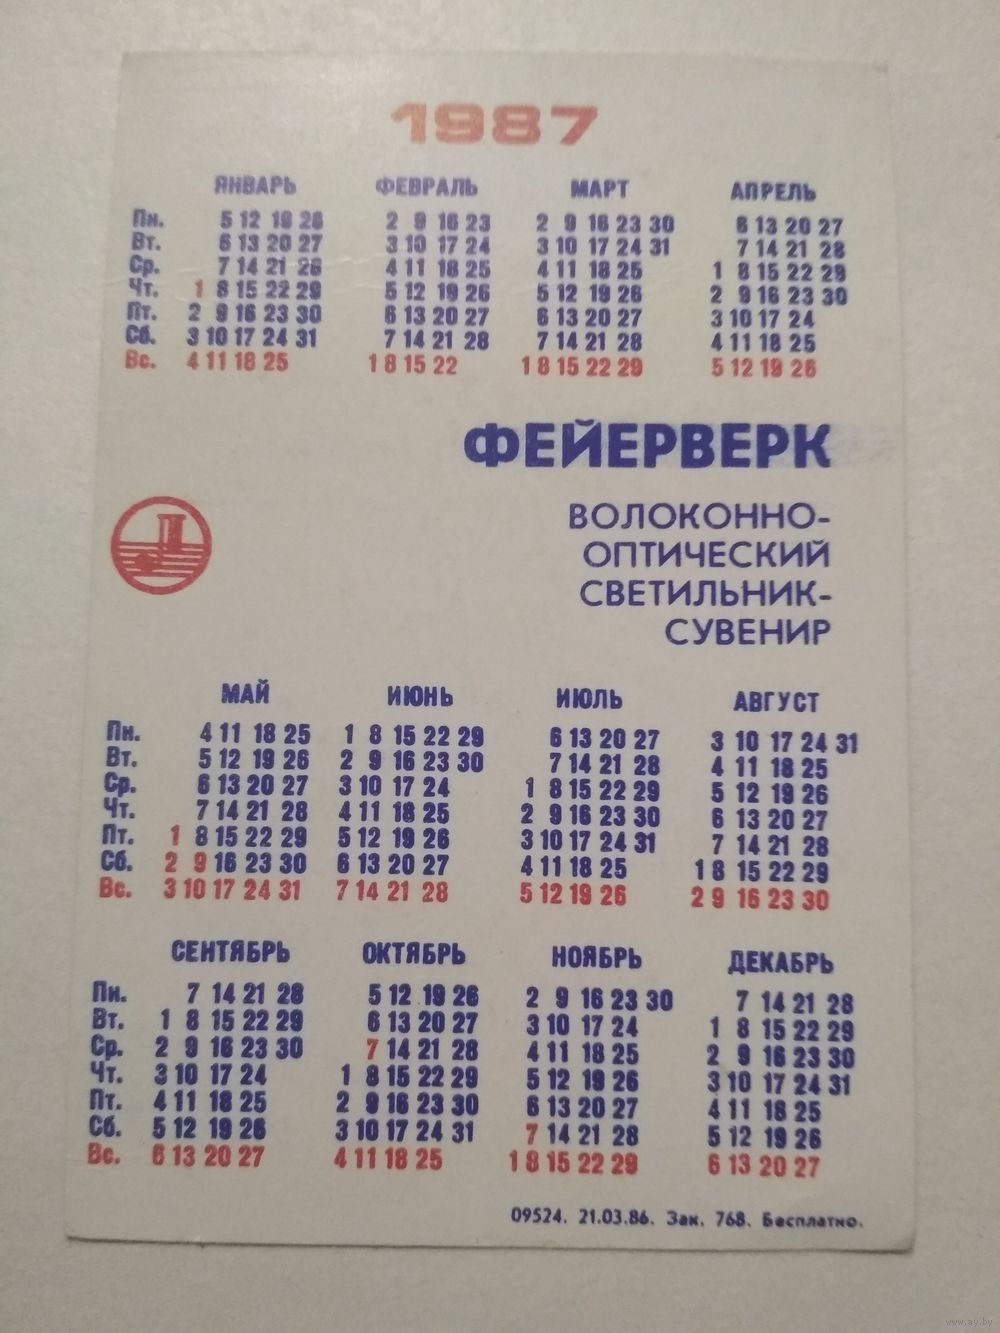 1987
ЯНВАРЬ ФЕВРАЛЬ МАРТ АПРЕЛЬ
Пн. 5 12 19 26 2 9 16 23 2 9 16 23 30 6 13 20 27
Вт. 6 13 20 27 3 10 17 24 3 10 17 24 31 7 14 21 28
Ср. 7 14 21 28 4 11 18 25 4 11 18 25 1 8 15 22 29
Чт. 1 8 15 22 29 5 12 19 26 5 12 19 26 2 9 16 23 30
Пт. 2 9 16 23 30 6 13 20 27 6 13 20 27 3 10 17 24
Сб. 3 10 17 24 31 7 14 21 28 7 14 21 28 4 11 18 25
Вс. 4 11 18 25 1 8 15 22 1 8 15 22 29 5 12 19 26
ФЕЙЕРВЕРК
ВОЛОКОННО-
ОПТИЧЕСКИЙ
СВЕТИЛЬНИК-
СУВЕНИР
МАЙ ИЮНЬ ИЮЛЬ АВГУСТ
Пн. 4 11 18 25 1 8 15 22 29 6 13 20 27 3 10 17 24 31
Вт. 5 12 19 26 2 9 16 23 30 7 14 21 28 4 11 18 25
Ср. 6 13 20 27 3 10 17 24 1 8 15 22 29 5 12 19 26
Чт. 7 14 21 28 4 11 18 25 2 9 16 23 30 6 13 20 27
Пт. 1 8 15 22 29 5 12 19 26 3 10 17 24 31 7 14 21 28
Сб. 2 9 16 23 30 6 13 20 27 4 11 18 25 1 8 15 22 29
Вс. 3 10 17 24 31 7 14 21 28 5 12 19 26 2 9 16 23 30
СЕНТЯБРЬ ОКТЯБРЬ НОЯБРЬ ДЕКАБРЬ
Пн. 7 14 21 28 5 12 19 26 2 9 16 23 30 7 14 21 28
Вт. 1 8 15 22 29 6 13 20 27 3 10 17 24 1 8 15 22 29
Ср. 2 9 16 23 30 7 14 21 28 4 11 18 25 2 9 16 23 30
Чт. 3 10 17 24 1 8 15 22 29 5 12 19 26 3 10 17 24 31
Пт. 4 11 18 25 2 9 16 23 30 6 13 20 27 4 11 18 25
Сб. 5 12 19 26 3 10 17 24 31 7 14 21 28 5 12 19 26
Вс. 6 13 20 27 4 11 18 25 1 8 15 22 29 6 13 20 27
09524. 21.03.86. Зак. 768. Бесплатно.
www.ay.by